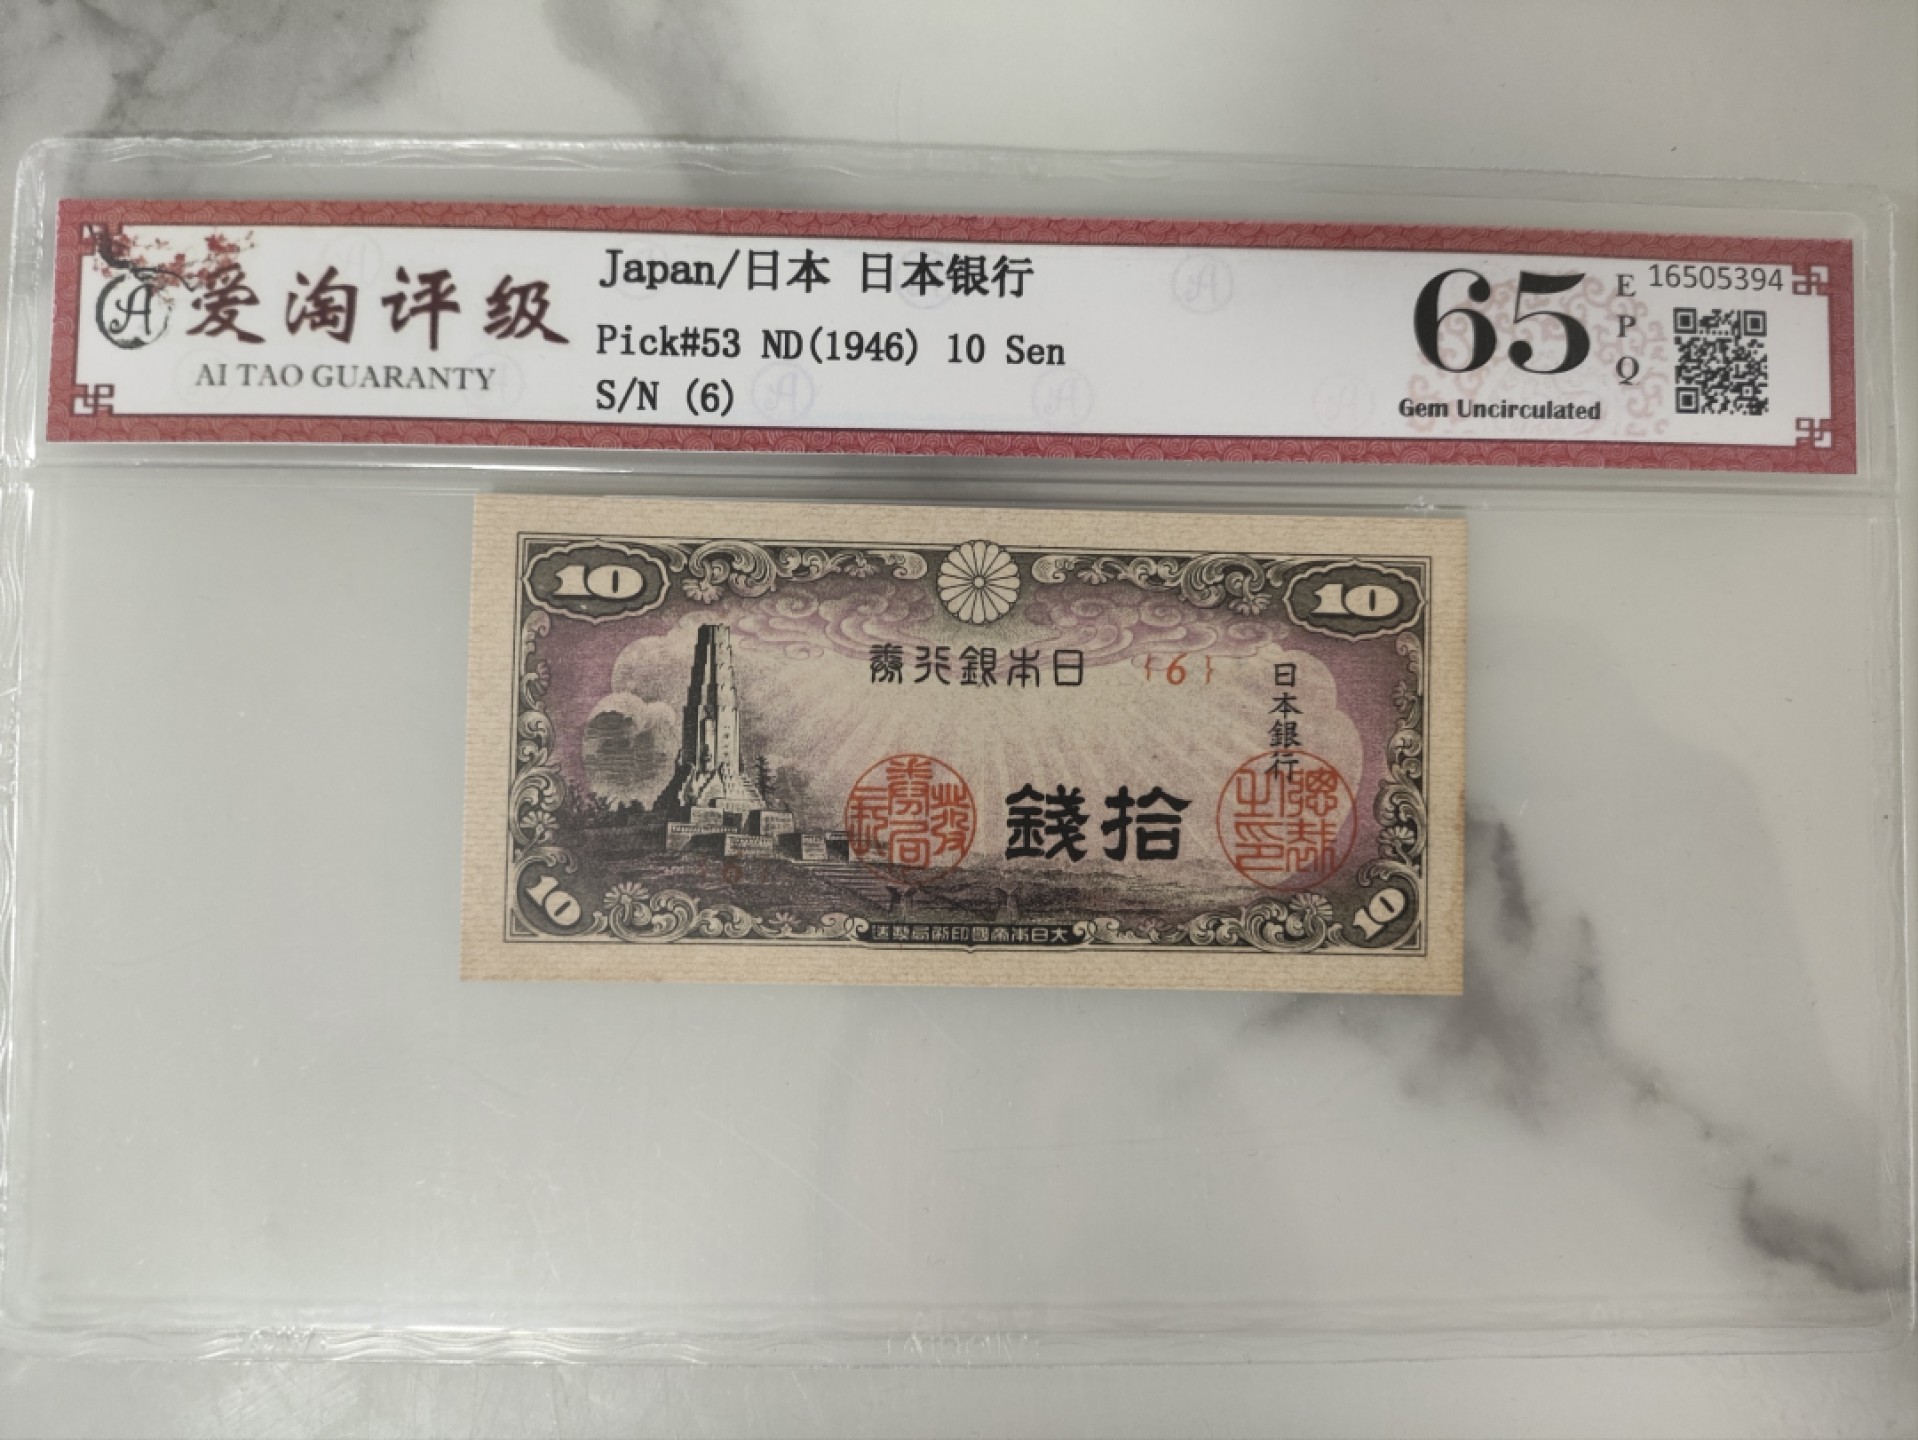 爱淘评级
AI TAO GUARANTY
Japan/日本 日本银行
Pick#53 ND(1946) 10 Sen
S/N (6)
65
EPQ
Gem Uncirculated
16505394
10
10
券行銀本日 {6}
日本銀行
錢拾
6
10
10
造製局刷印國帝本日大